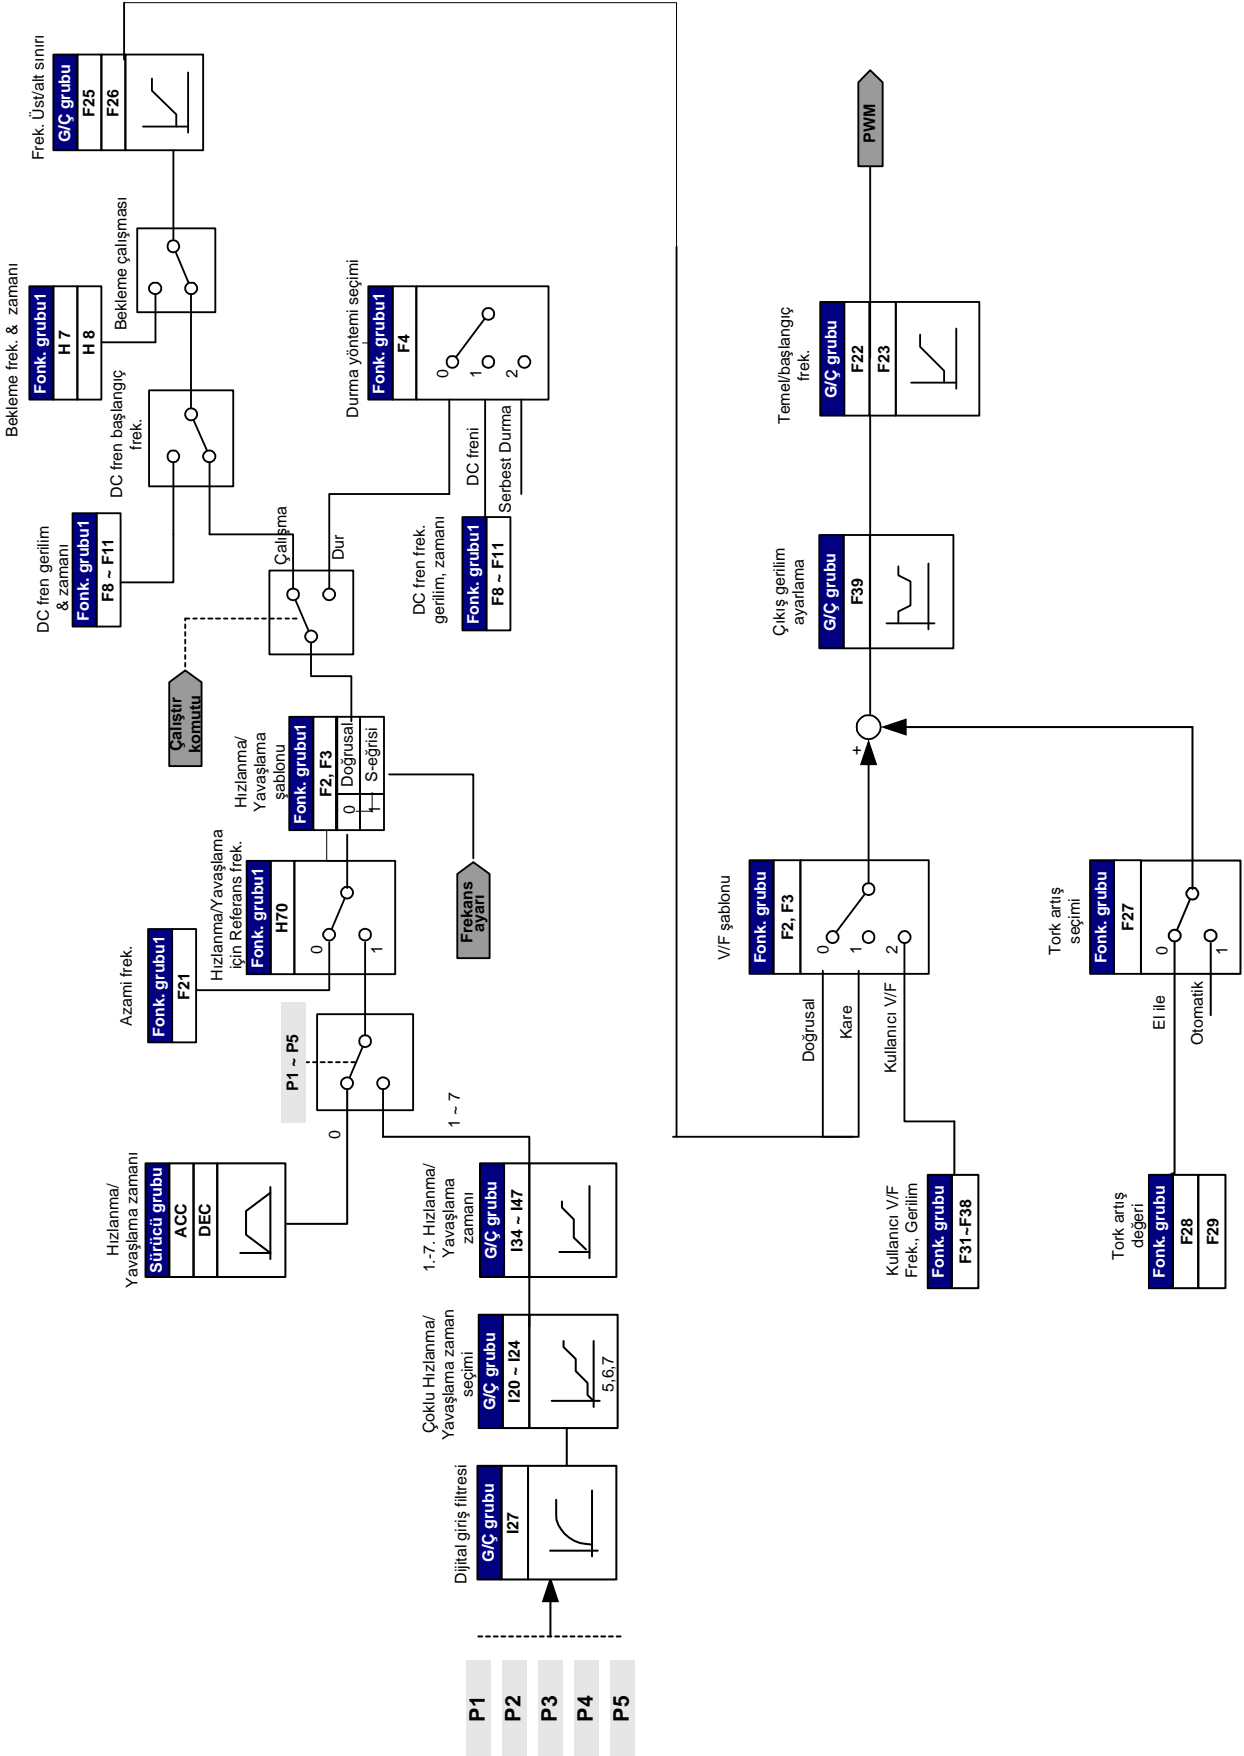 Bekleme frek. & zamanı
Fonk. grubu1
H 7
H 8
Frek. Üst/alt sınırı
G/Ç grubu
F25
F26
Bekleme çalışması
DC fren gerilim
& zamanı
Fonk. grubu1
F8 ~ F11
DC fren başlangıç
frek.
Çalıştır
komutu
Çalışma
Dur
Durma yöntemi seçimi
Fonk. grubu1
F4
0
1
2
DC freni
Serbest Durma
DC fren frek.
gerilim, zamanı
Fonk. grubu1
F8 ~ F11
Azami frek.
Fonk. grubu1
F21
Hızlanma/Yavaşlama
için Referans frek.
Fonk. grubu1
H70
0
1
Hızlanma/
Yavaşlama
şablonu
Fonk. grubu1
F2, F3
0 Doğrusal
1 S-eğrisi
Frekans
ayarı
Hızlanma/
Yavaşlama zamanı
Sürücü grubu
ACC
DEC
P1 ~ P5
0
1 ~ 7
Dijital giriş filtresi
G/Ç grubu
I27
Çoklu Hızlanma/
Yavaşlama zaman
seçimi
G/Ç grubu
I20 ~ I24
5,6,7
1.-7. Hızlanma/
Yavaşlama
zamanı
G/Ç grubu
I34 ~ I47
P1
P2
P3
P4
P5
V/F şablonu
Fonk. grubu
F2, F3
0
1
2
Doğrusal
Kare
Kullanıcı V/F
Kullanıcı V/F
Frek., Gerilim
Fonk. grubu
F31~F38
+
Çıkış gerilim
ayarlama
G/Ç grubu
F39
Temel/başlangıç
frek.
G/Ç grubu
F22
F23
PWM
Tork artış
değeri
Fonk. grubu
F28
F29
El ile
Otomatik
Tork artış
seçimi
Fonk. grubu
F27
0
1